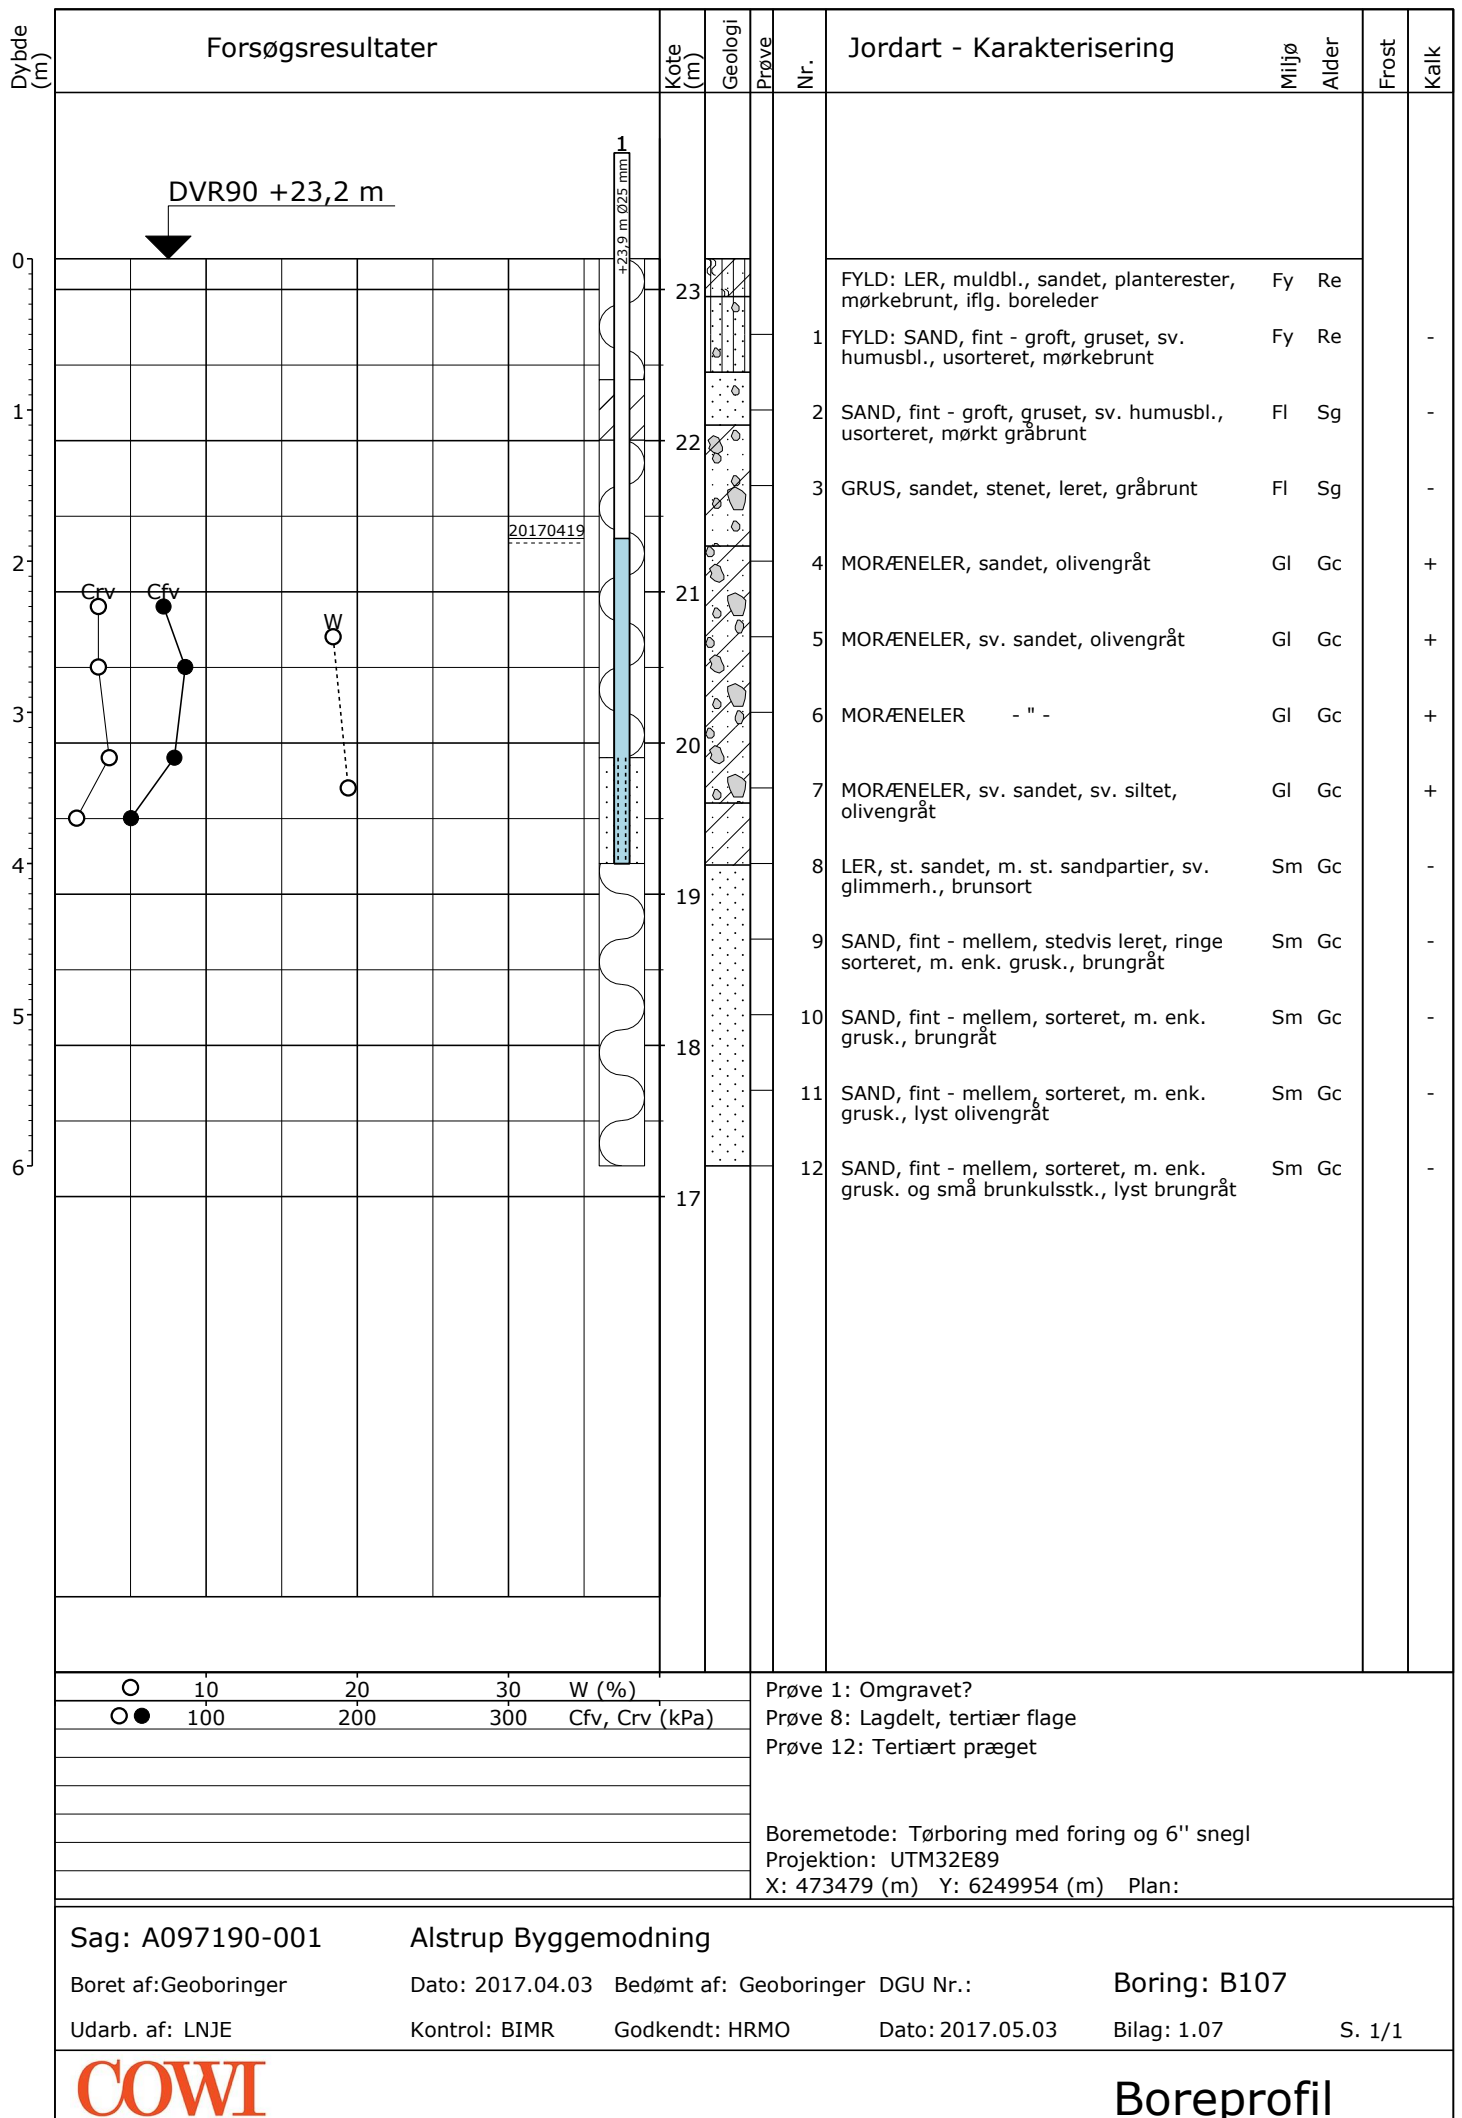 Dybde (m)
Forsøgsresultater
Kote (m)
Geologi
Prøve
Nr.
Jordart - Karakterisering
Miljø
Alder
Frost
Kalk
DVR90 +23,2 m
1
+23,9 m Ø25 mm
0
1
2
3
4
5
6
23
22
21
20
19
18
17
20170419
Crv
Cfv
W
FYLD: LER, muldbl., sandet, planterester, Fy Re
mørkebrunt, iflg. boreleder
1 FYLD: SAND, fint - groft, gruset, sv. Fy Re -
humusbl., usorteret, mørkebrunt
2 SAND, fint - groft, gruset, sv. humusbl., Fl Sg -
usorteret, mørkt gråbrunt
3 GRUS, sandet, stenet, leret, gråbrunt Fl Sg -
4 MORÆNELER, sandet, olivengråt Gl Gc +
5 MORÆNELER, sv. sandet, olivengråt Gl Gc +
6 MORÆNELER - " - Gl Gc +
7 MORÆNELER, sv. sandet, sv. siltet, Gl Gc +
olivengråt
8 LER, st. sandet, m. st. sandpartier, sv. Sm Gc -
glimmerh., brunsort
9 SAND, fint - mellem, stedvis leret, ringe Sm Gc -
sorteret, m. enk. grusk., brungråt
10 SAND, fint - mellem, sorteret, m. enk. Sm Gc -
grusk., brungråt
11 SAND, fint - mellem, sorteret, m. enk. Sm Gc -
grusk., lyst olivengråt
12 SAND, fint - mellem, sorteret, m. enk. Sm Gc -
grusk. og små brunkulsstk., lyst brungråt
10 20 30 W (%)
100 200 300 Cfv, Crv (kPa)
Prøve 1: Omgravet?
Prøve 8: Lagdelt, tertiær flage
Prøve 12: Tertiært præget
Boremetode: Tørboring med foring og 6'' snegl
Projektion: UTM32E89
X: 473479 (m) Y: 6249954 (m) Plan:
Sag: A097190-001 Alstrup Byggemodning
Boret af:Geoboringer Dato: 2017.04.03 Bedømt af: Geoboringer DGU Nr.: Boring: B107
Udarb. af: LNJE Kontrol: BIMR Godkendt: HRMO Dato: 2017.05.03 Bilag: 1.07 S. 1/1
COWI
Boreprofil